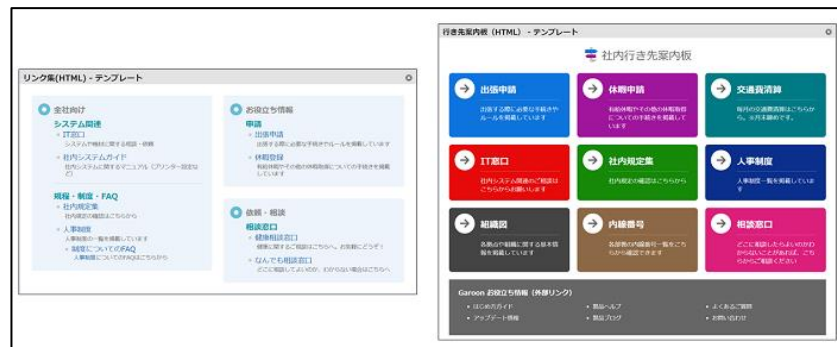 リンク集(HTML) - テンプレート
全社向け
システム関連
IT窓口
システムや機材に関する相談・依頼
社内システムガイド
社内システムに関するマニュアル（プリンター設定など）
規程・制度・FAQ
社内規定集
社内規定の確認はこちらから
人事制度
人事制度の一覧を掲載しています
制度についてのFAQ
人事制度についてのFAQはこちらから
お役立ち情報
申請
出張申請
出張する際に必要な手続きやルールを掲載しています
休暇登録
有給休暇やその他の休暇取得についての手続きを掲載しています
依頼・相談
相談窓口
健康相談窓口
健康に関するご相談はこちらへ。お気軽にどうぞ！
なんでも相談窓口
どこに相談してよいのか、わからない場合はこちらへ
行き先案内板（HTML） - テンプレート
社内行き先案内板
出張申請
出張する際に必要な手続きや
ルールを掲載しています
休暇申請
有給休暇やその他の休暇取得
についての手続きを掲載して
います
交通費清算
毎月の交通費清算はこちらか
ら。※月末締めです。
IT窓口
社内システム関連のご相談は
こちらからお願いします
社内規定集
社内規定の確認はこちらから
人事制度
人事制度一覧を掲載していま
す
組織図
各拠点や組織に関する基本情
報を掲載しています
内線番号
各部署の内線番号一覧をこち
らから確認できます
相談窓口
どこに相談したらよいのかわ
からないことがあれば、こち
らからご相談ください
Garoon お役立ち情報（外部リンク）
はじめてガイド
製品ヘルプ
よくあるご質問
アップデート情報
製品ブログ
お問い合わせ